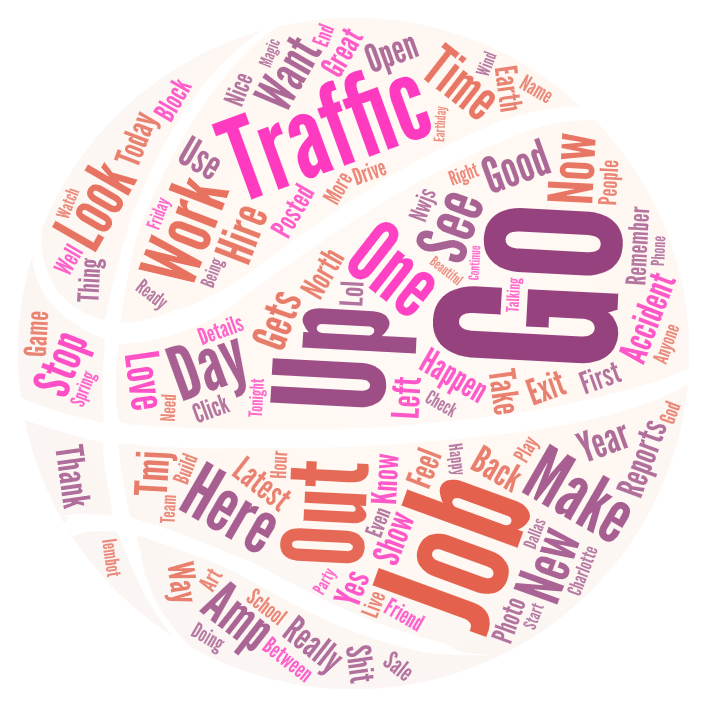 Magic
End
Great
Open
Want
Nice
Time
Wind
Earth
Name
Block
Traffic
Earthday
Today
Use
Look
Watch
Work
Friday
Hire
Posted
More
Drive
Well
Thing
Being
Ready
Right
Good
Now
People
Nwjs
See
Continue
Beautiful
Talking
GO
Remember
Phone
Accident
Anyone
One
North
Lol
Gets
Up
Game
Stop
Spring
Details
Love
Day
Need
Click
Tonight
Left
Happen
Check
Take
Exit
First
God
Reports
Year
Thank
Tmj
Build
Team
Here
Latest
Hour
Out
Know
Even
Show
Feel
Happy
Back
Play
Make
Job
Dallas
New
Charlotte
Photo
Start
Iembot
Way
Art
Amp
School
Doing
Really
Between
Party
Yes
Live
Friend
Shit
Sale